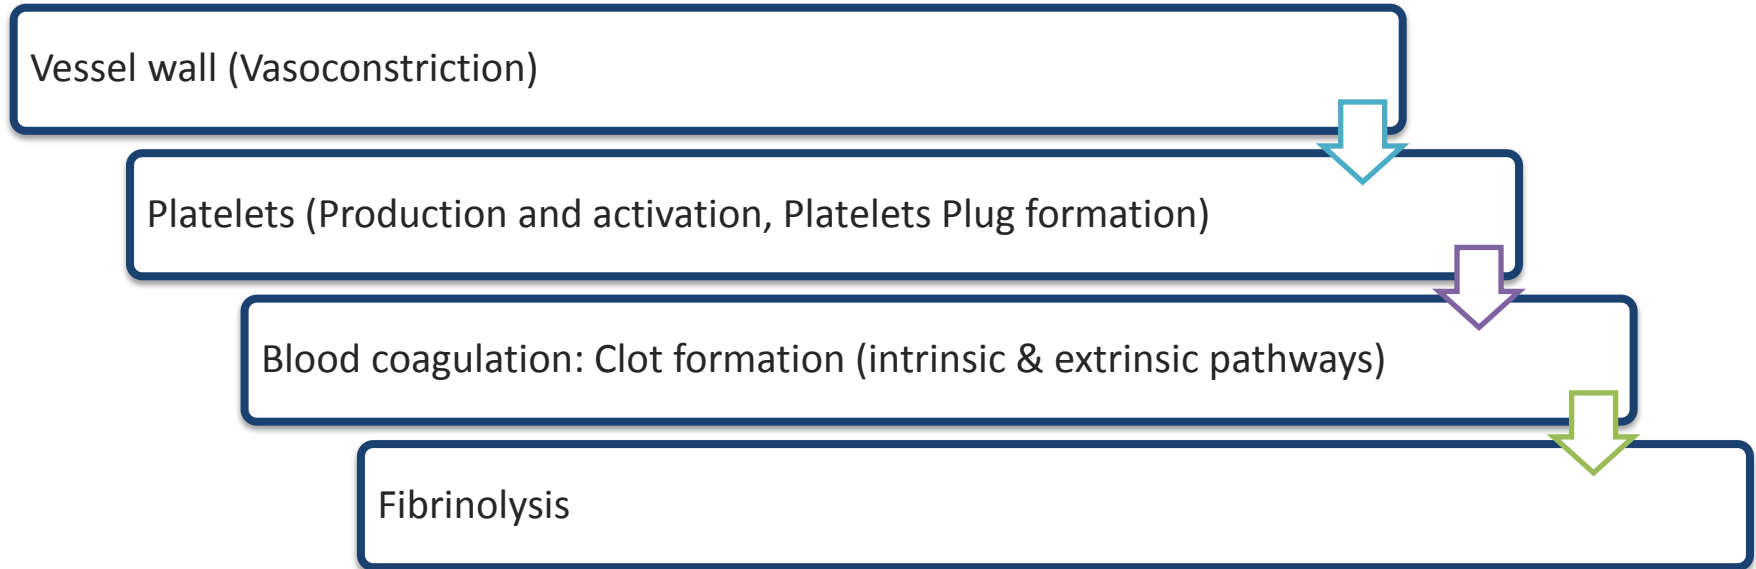 Vessel wall (Vasoconstriction)
Platelets (Production and activation, Platelets Plug formation)
Blood coagulation: Clot formation (intrinsic & extrinsic pathways)
Fibrinolysis